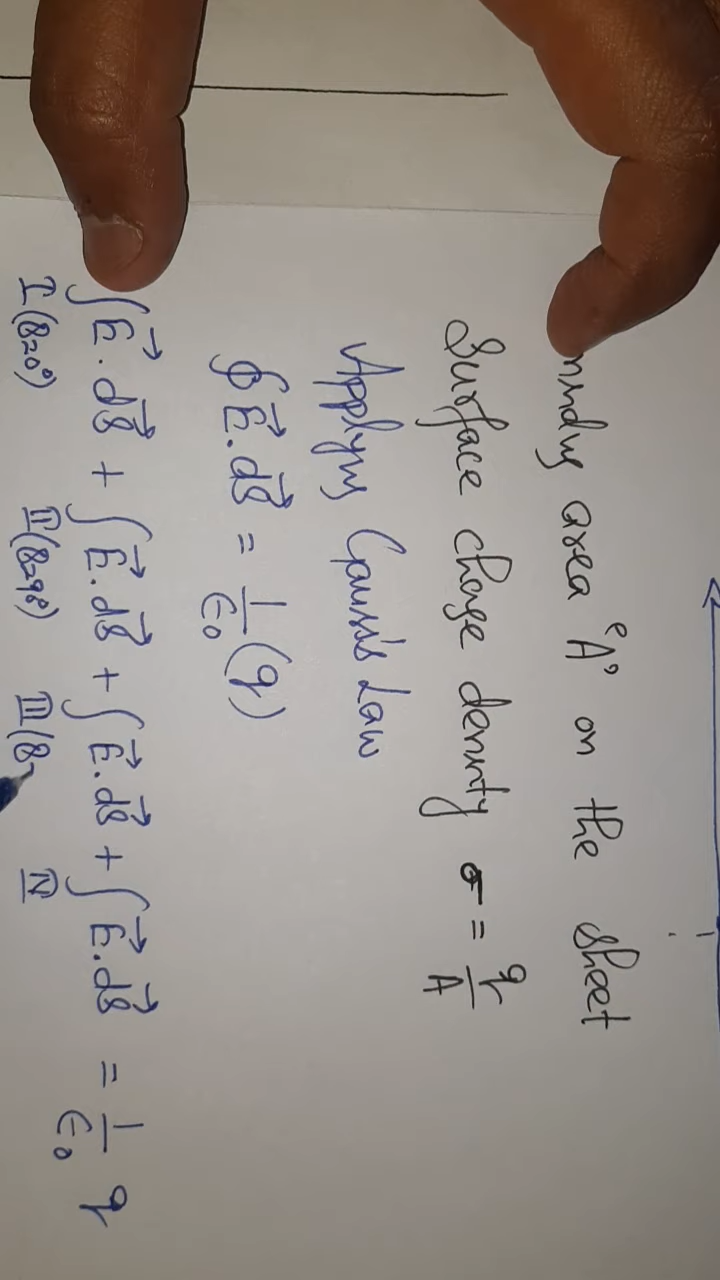 area "A" on the sheet
Surface charge density σ = q/A
Applying Gauss's Law
∮ E⃗.ds⃗ = 1/ε₀ (q)
∫ E⃗.ds⃗ + ∫ E⃗.ds⃗ + ∫ E⃗.ds⃗ + ∫ E⃗.ds⃗ = 1/ε₀ q
I (θ=0°) II (θ=90°) III (θ= IV